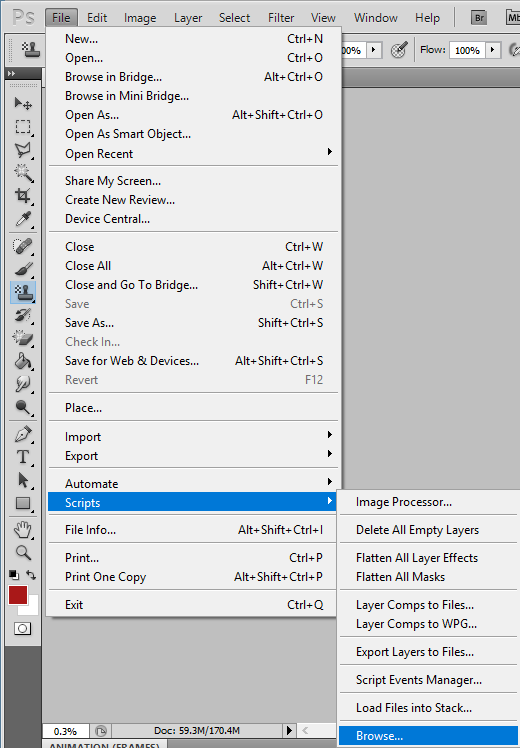 Ps File Edit Image Layer Select Filter View Window Help Br Mb
00% Flow: 100%
New... Ctrl+N
Open... Ctrl+O
Browse in Bridge... Alt+Ctrl+O
Browse in Mini Bridge...
Open As... Alt+Shift+Ctrl+O
Open As Smart Object...
Open Recent
Share My Screen...
Create New Review...
Device Central...
Close Ctrl+W
Close All Alt+Ctrl+W
Close and Go To Bridge... Shift+Ctrl+W
Save Ctrl+S
Save As... Shift+Ctrl+S
Check In...
Save for Web & Devices... Alt+Shift+Ctrl+S
Revert F12
Place...
Import
Export
Automate
Scripts
File Info... Alt+Shift+Ctrl+I
Print... Ctrl+P
Print One Copy Alt+Shift+Ctrl+P
Exit Ctrl+Q
Image Processor...
Delete All Empty Layers
Flatten All Layer Effects
Flatten All Masks
Layer Comps to Files...
Layer Comps to WPG...
Export Layers to Files...
Script Events Manager...
Load Files into Stack...
Browse...
0.3% Doc: 59.3M/170.4M
ANIMATION (FRAMES)